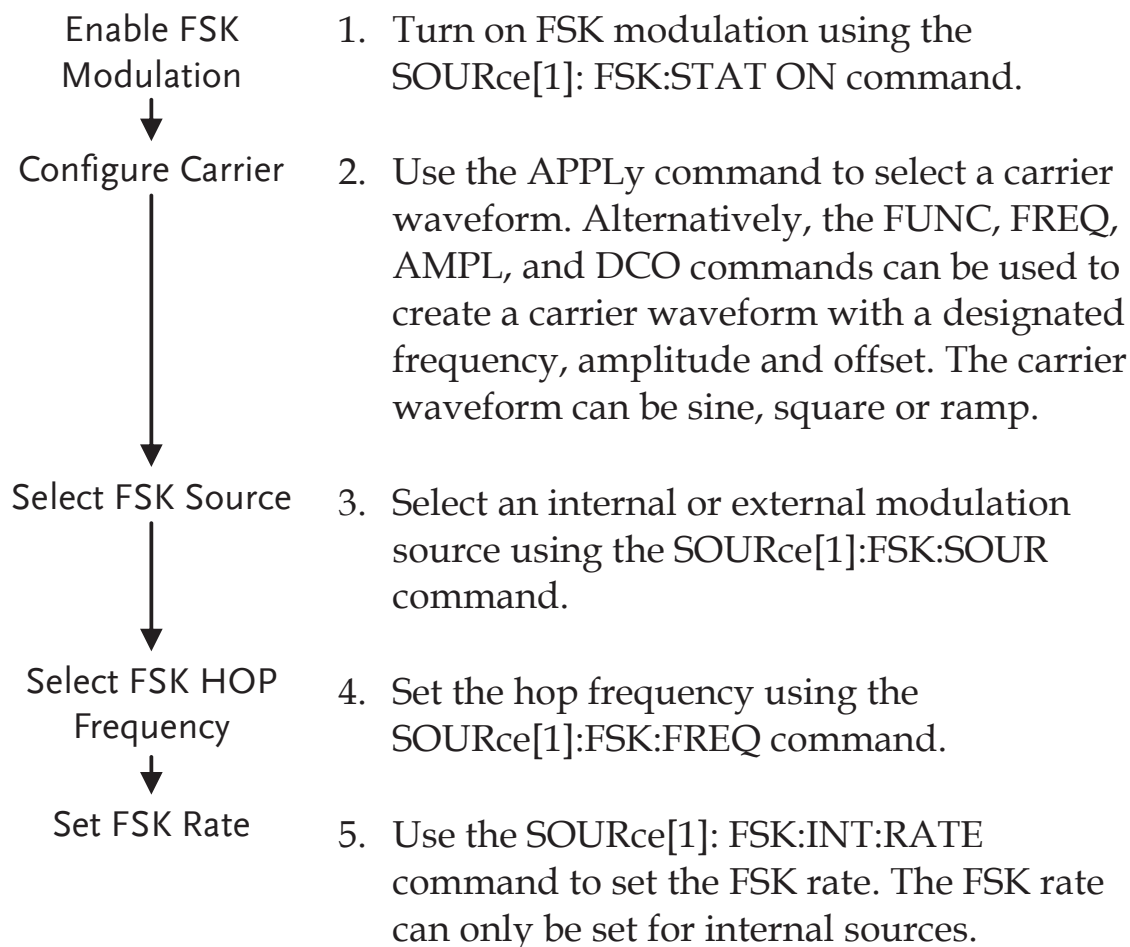 Enable FSK
Modulation
1. Turn on FSK modulation using the
SOURce[1]: FSK:STAT ON command.
Configure Carrier
2. Use the APPLy command to select a carrier
waveform. Alternatively, the FUNC, FREQ,
AMPL, and DCO commands can be used to
create a carrier waveform with a designated
frequency, amplitude and offset. The carrier
waveform can be sine, square or ramp.
Select FSK Source
3. Select an internal or external modulation
source using the SOURce[1]:FSK:SOUR
command.
Select FSK HOP
Frequency
4. Set the hop frequency using the
SOURce[1]:FSK:FREQ command.
Set FSK Rate
5. Use the SOURce[1]: FSK:INT:RATE
command to set the FSK rate. The FSK rate
can only be set for internal sources.